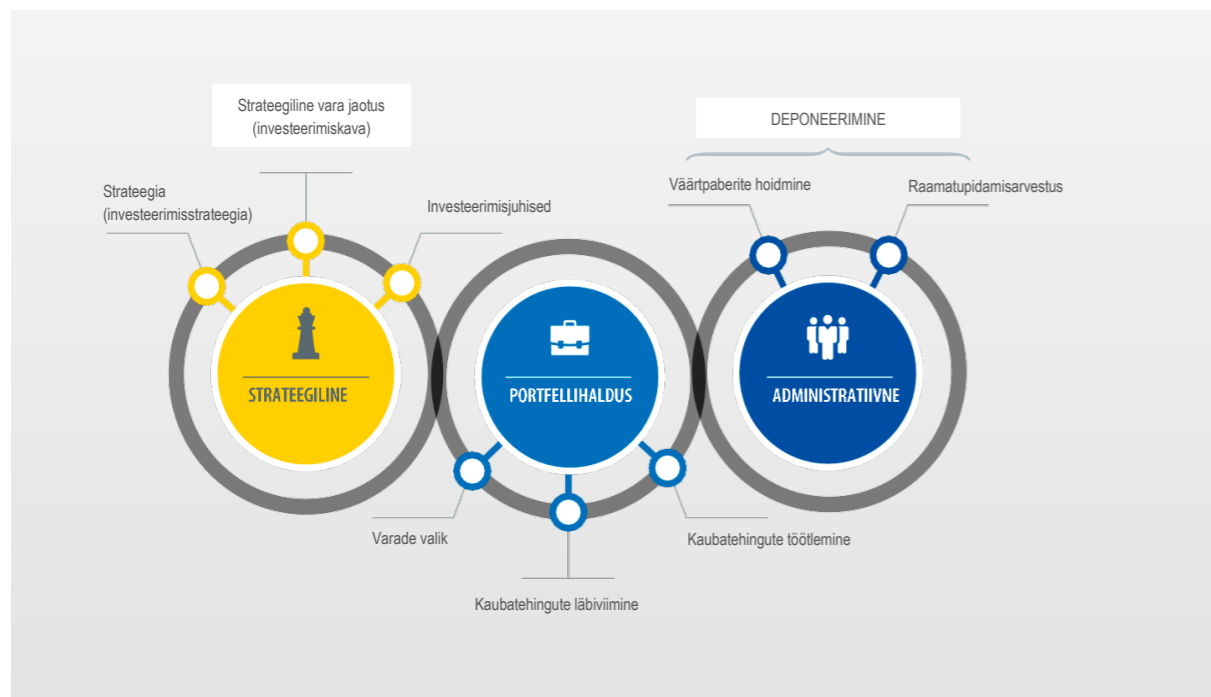 Strateegiline vara jaotus
(investeerimiskava)
DEPONEERIMINE
Strateegia
(investeerimisstrateegia)
Investeerimisjuhised
Väärtpaberite hoidmine
Raamatupidamisarvestus
STRATEEGILINE
PORTFELLIHALDUS
ADMINISTRATIIVNE
Varade valik
Kaubatehingute töötlemine
Kaubatehingute läbiviimine